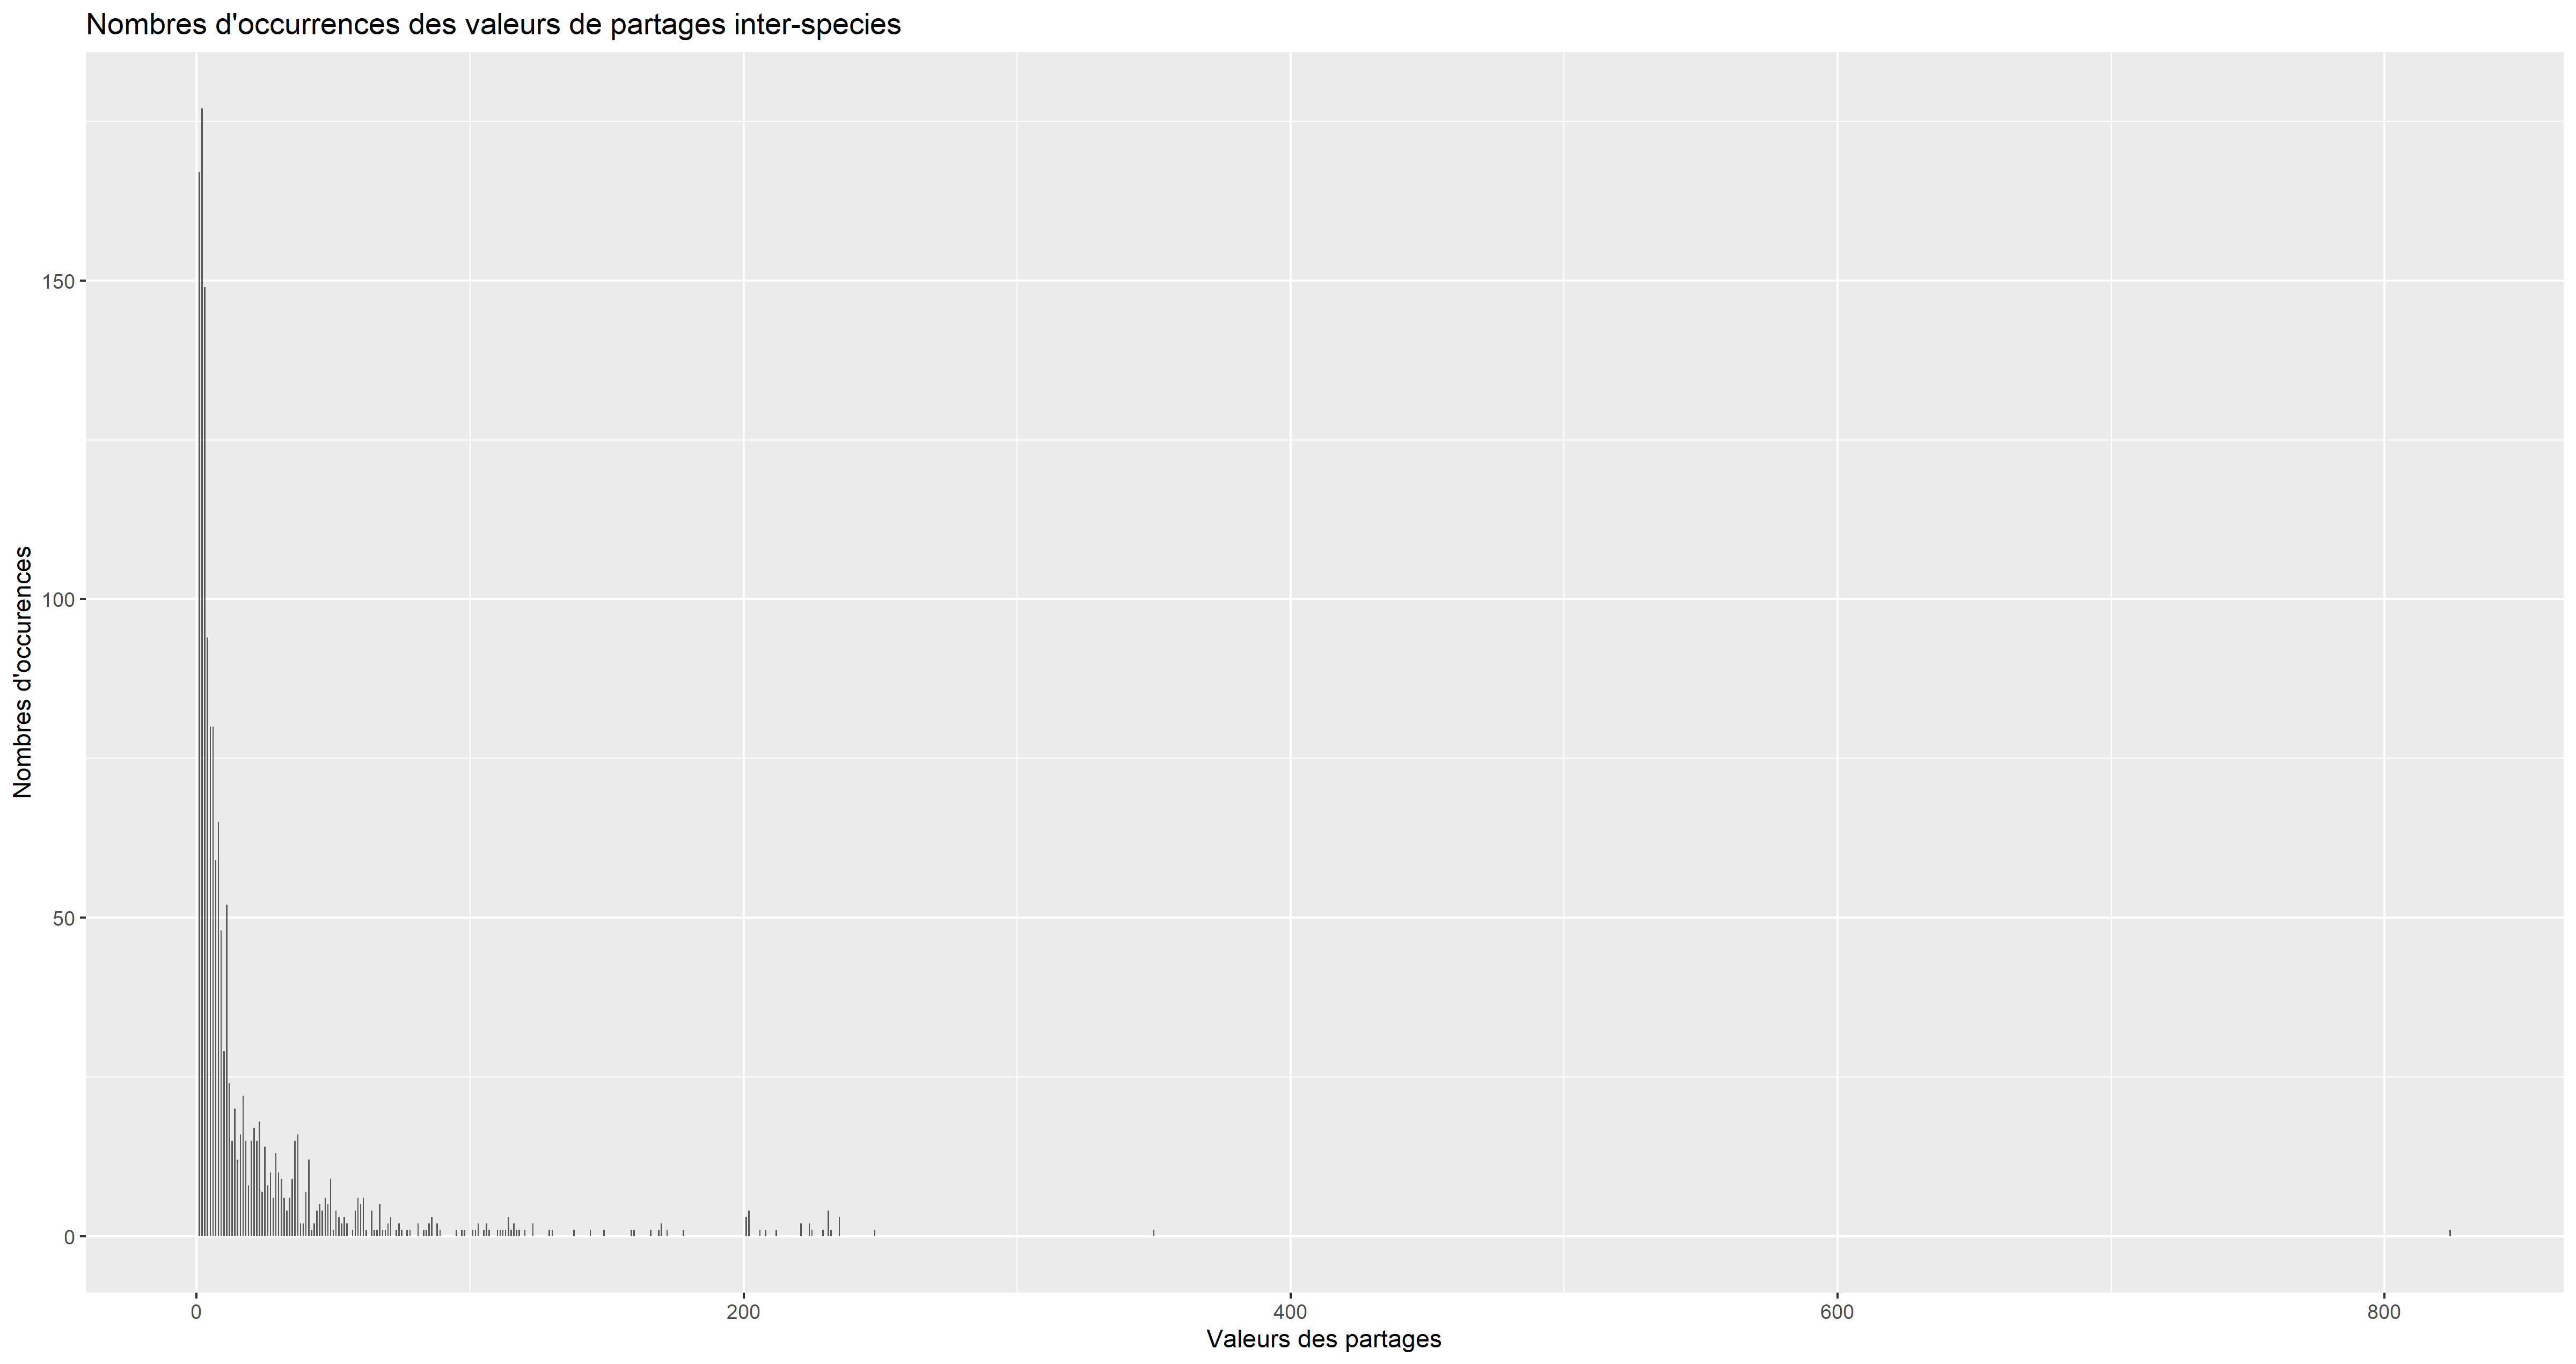 Nombres d'occurrences des valeurs de partages inter-species
Nombres d'occurences
150
100
50
0
0 200 400 600 800
Valeurs des partages